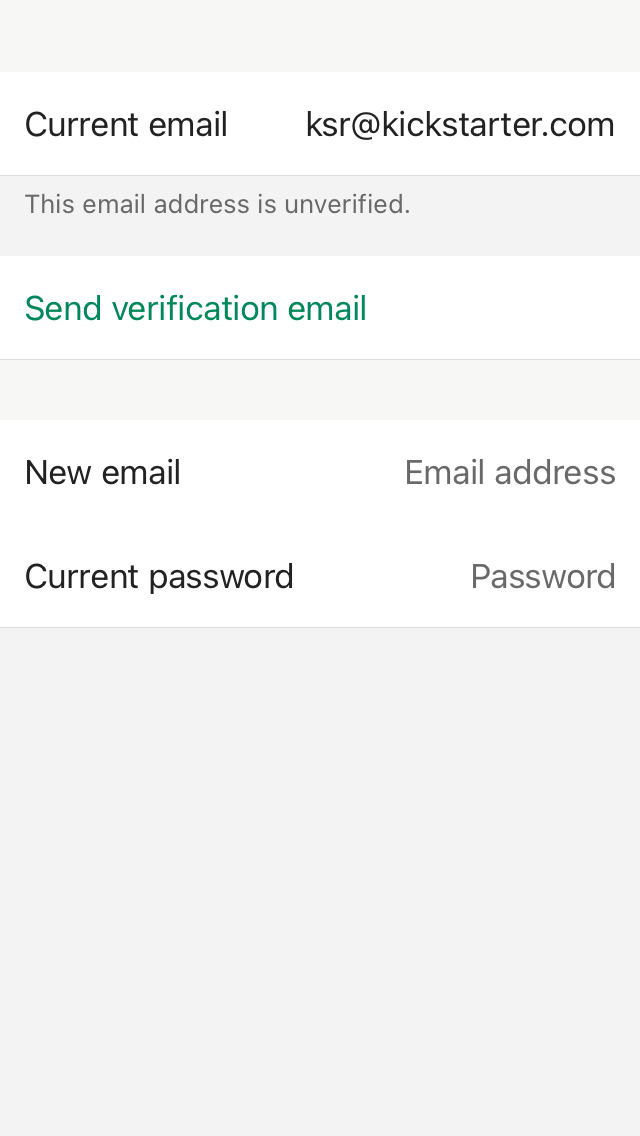 Current email ksr@kickstarter.com
This email address is unverified.
Send verification email
New email Email address
Current password Password